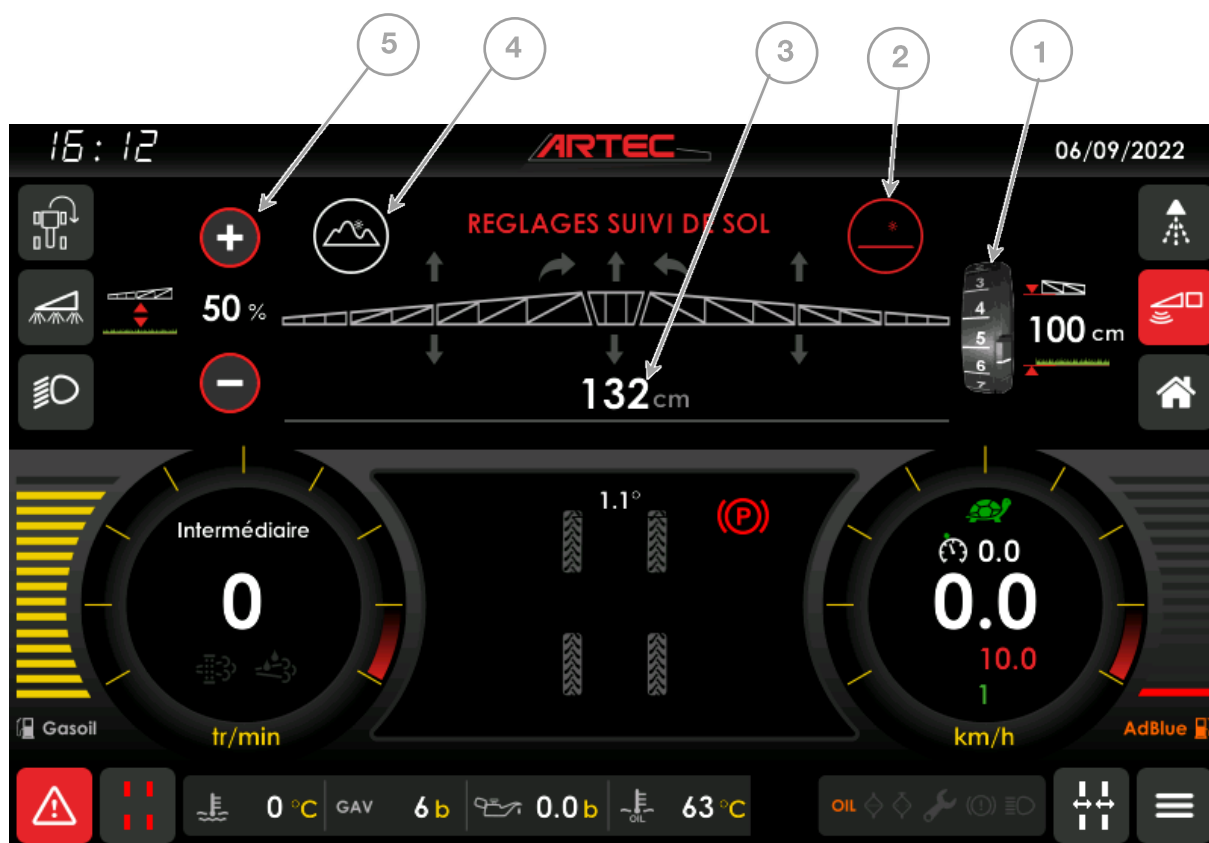 5 4 3 2 1
16:12 ARTEC 06/09/2022
REGLAGES SUIVI DE SOL
50 %
3
4
5
6
7
100 cm
132 cm
1.1° (P)
Intermédiaire
0
tr/min
0.0
0.0
10.0
1
km/h
Gasoil
AdBlue
0 °C GAV 6 b 0.0 b OIL 63 °C OIL